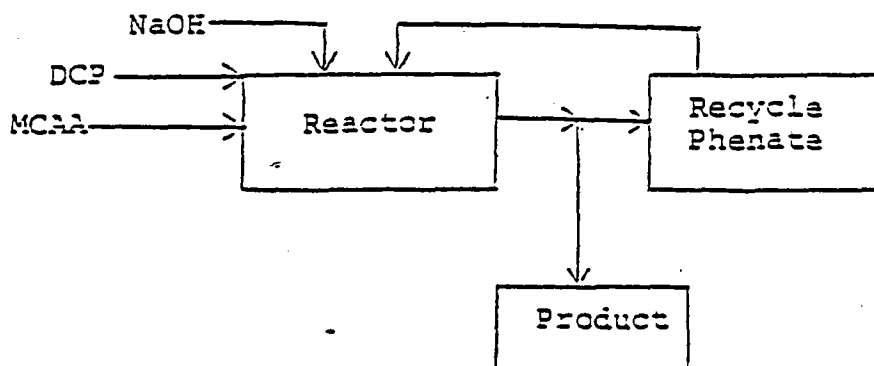 NaOH
DCP
MCAA
Reactor
Recycle
Phenate
Product